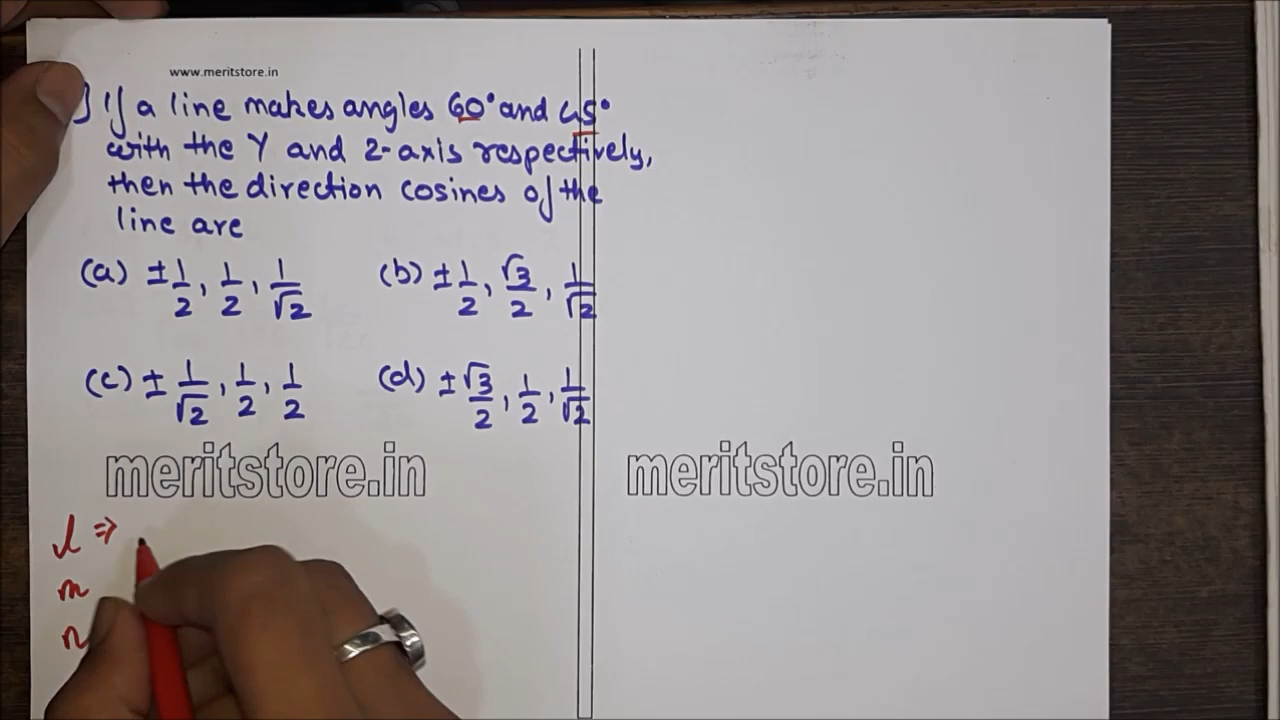 www.meritstore.in
If a line makes angles 60° and 45°
with the Y and Z-axis respectively,
then the direction cosines of the
line are
(a) ±1/2, 1/2, 1/√2 (b) ±1/2, √3/2, 1/√2
(c) ±1/√2, 1/2, 1/2 (d) ±√3/2, 1/2, 1/√2
meritstore.in meritstore.in
l ⇒
m
n